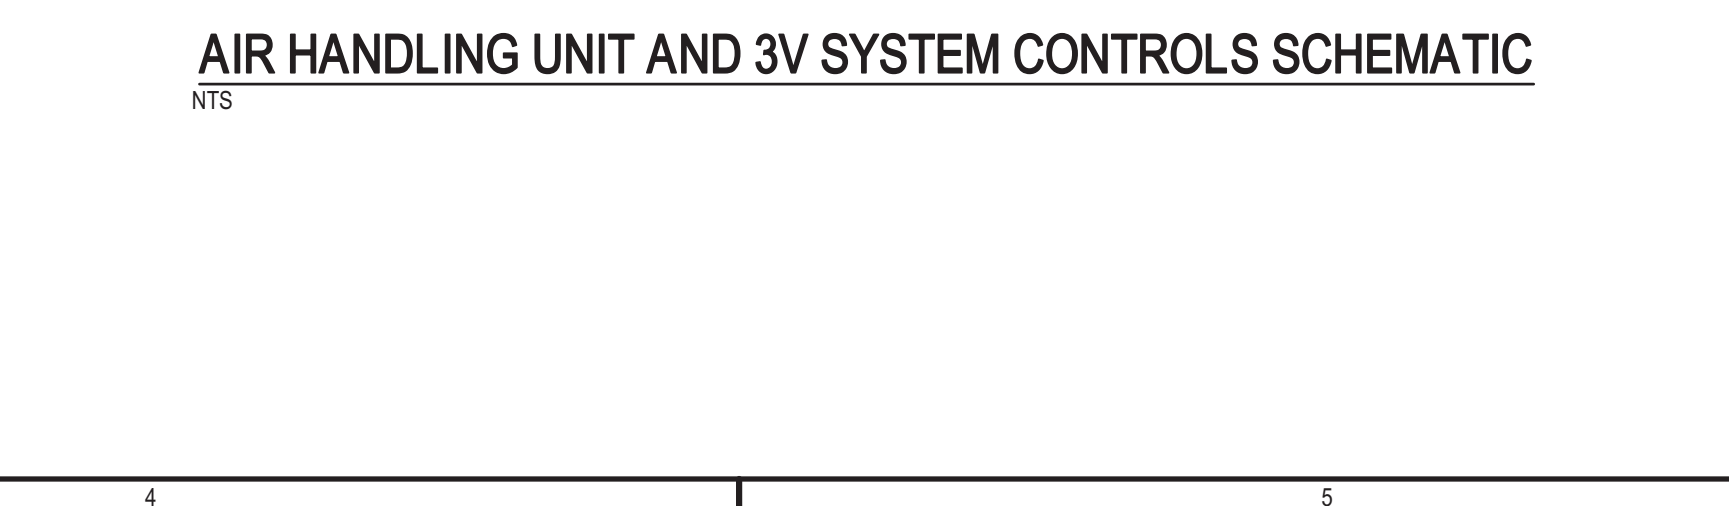 AIR HANDLING UNIT AND 3V SYSTEM CONTROLS SCHEMATIC
NTS
4 5